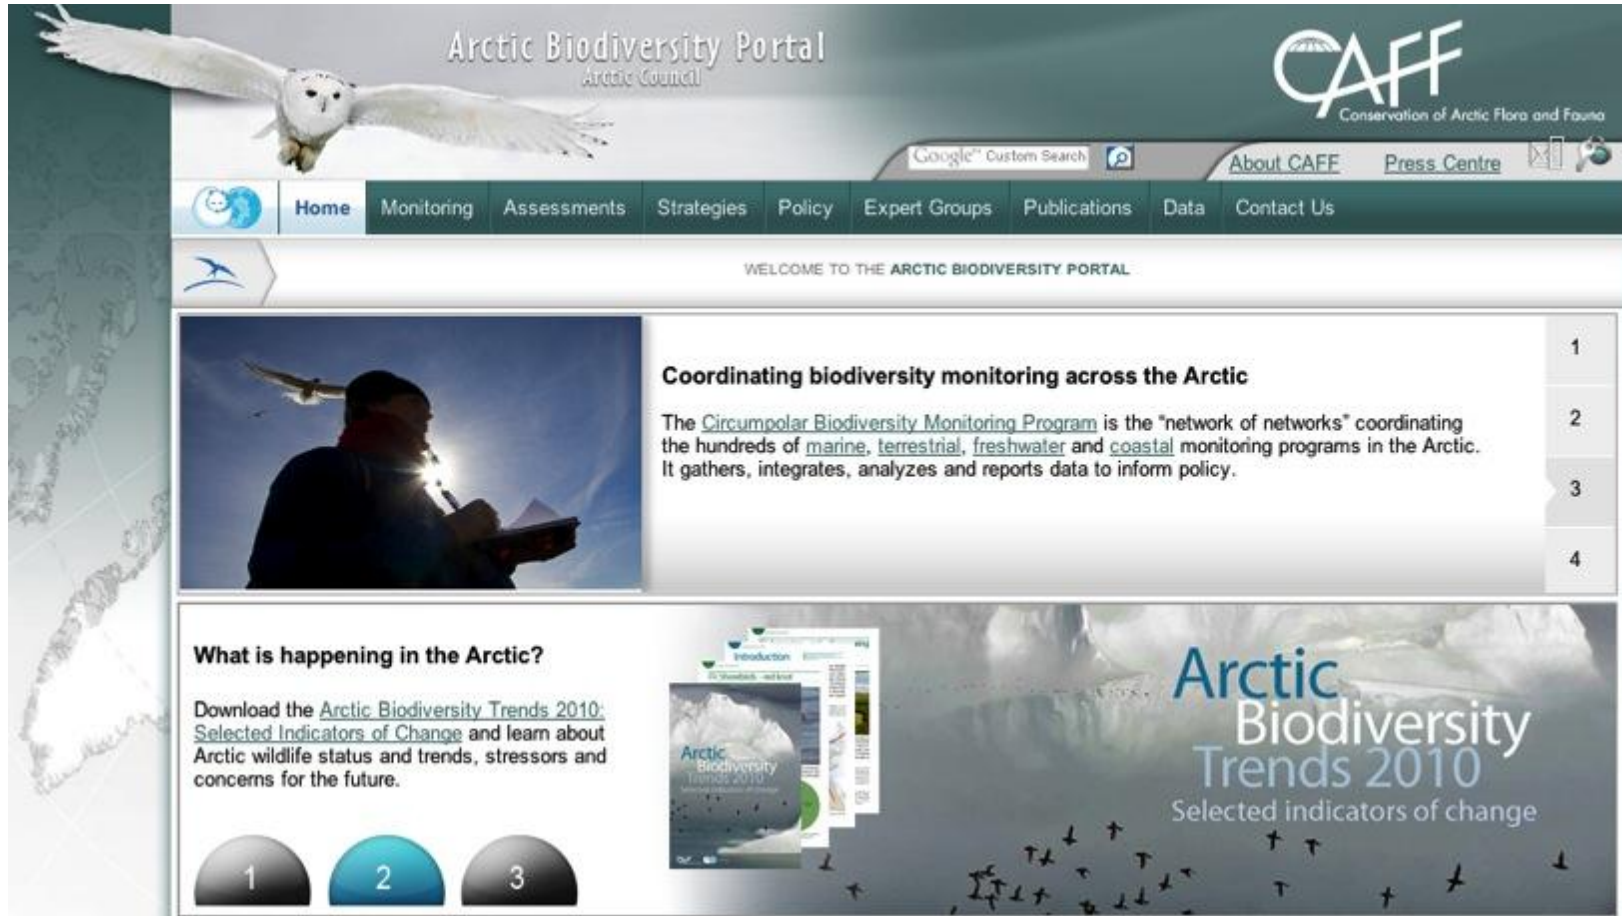 Arctic Biodiversity Portal
Arctic Council
CAFF
Conservation of Arctic Flora and Fauna
Google™ Custom Search
About CAFF
Press Centre
Home
Monitoring
Assessments
Strategies
Policy
Expert Groups
Publications
Data
Contact Us
WELCOME TO THE ARCTIC BIODIVERSITY PORTAL
Coordinating biodiversity monitoring across the Arctic
The Circumpolar Biodiversity Monitoring Program is the “network of networks” coordinating
the hundreds of marine, terrestrial, freshwater and coastal monitoring programs in the Arctic.
It gathers, integrates, analyzes and reports data to inform policy.
1
2
3
4
What is happening in the Arctic?
Download the Arctic Biodiversity Trends 2010:
Selected Indicators of Change and learn about
Arctic wildlife status and trends, stressors and
concerns for the future.
1
2
3
Introduction
Arctic
Biodiversity
Trends 2010
Selected indicators of change
Arctic
Biodiversity
Trends 2010
Selected indicators of change